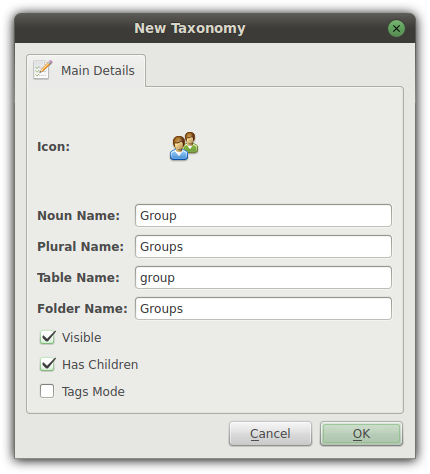 New Taxonomy
Main Details
Icon:
Noun Name: Group
Plural Name: Groups
Table Name: group
Folder Name: Groups
Visible
Has Children
Tags Mode
Cancel OK